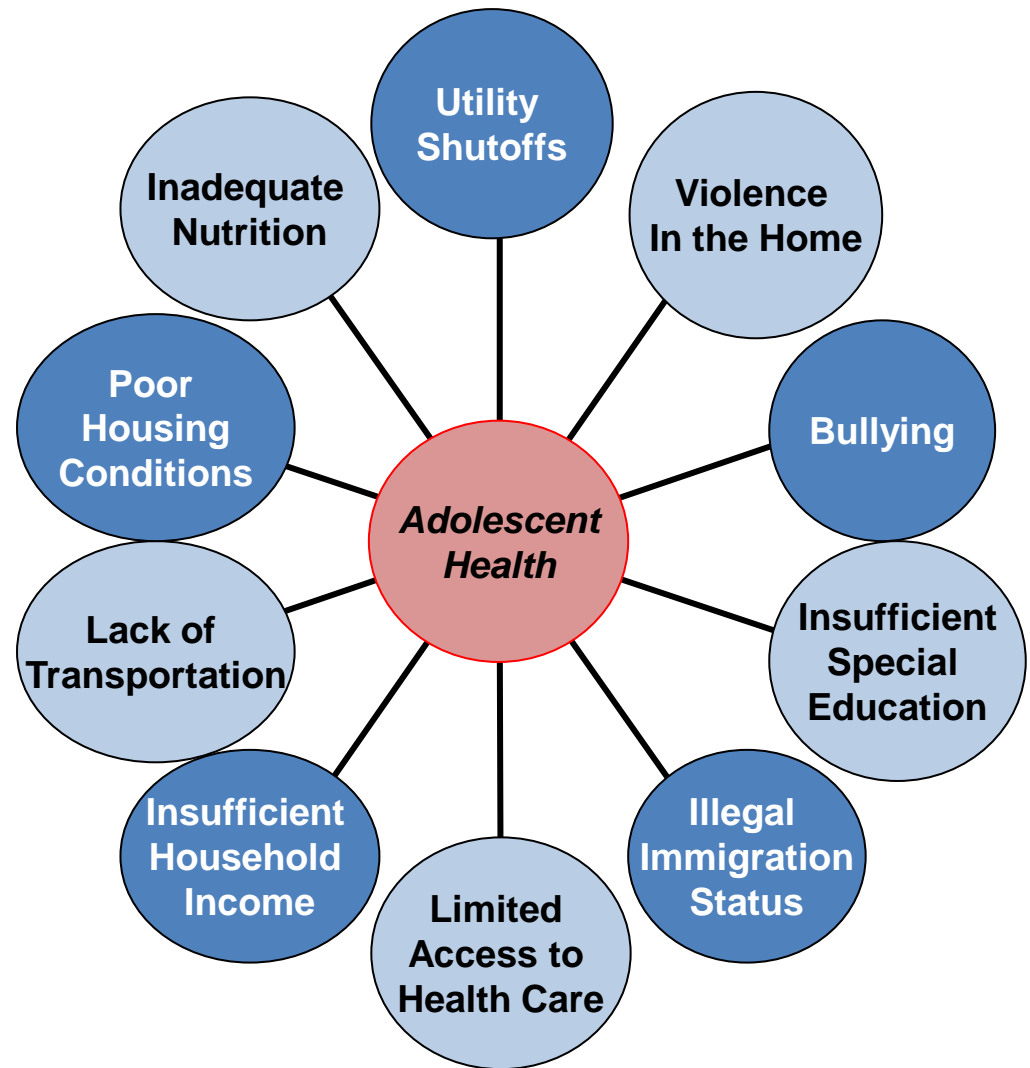 Utility
Shutoffs
Violence
In the Home
Bullying
Insufficient
Special
Education
Illegal
Immigration
Status
Limited
Access to
Health Care
Insufficient
Household
Income
Lack of
Transportation
Poor
Housing
Conditions
Inadequate
Nutrition
Adolescent
Health